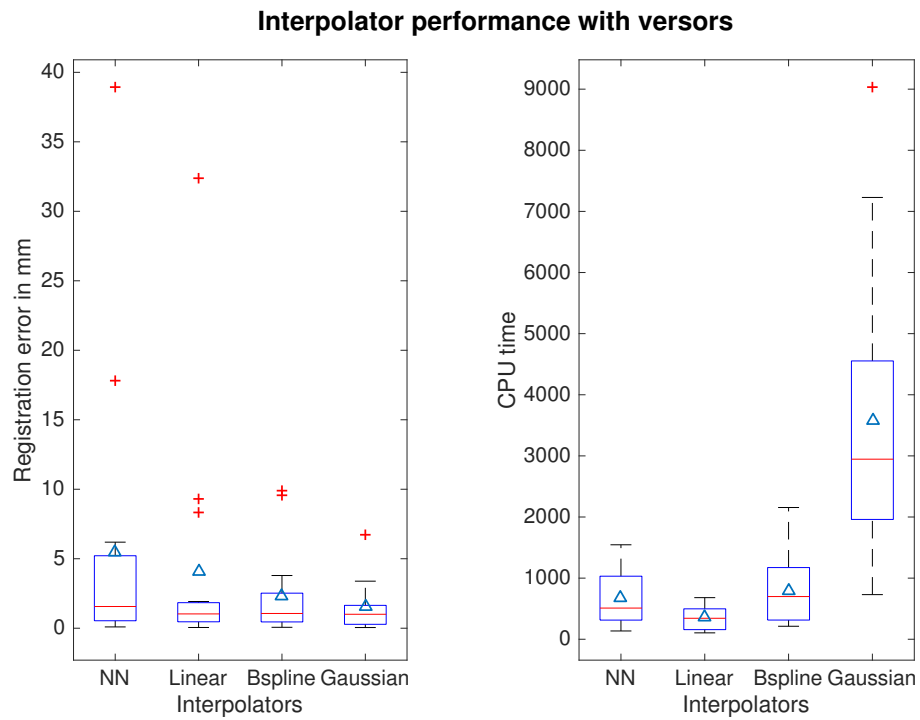 Interpolator performance with versors
Registration error in mm
40
35
30
25
20
15
10
5
0
NN Linear Bspline Gaussian
Interpolators
CPU time
9000
8000
7000
6000
5000
4000
3000
2000
1000
0
NN Linear Bspline Gaussian
Interpolators